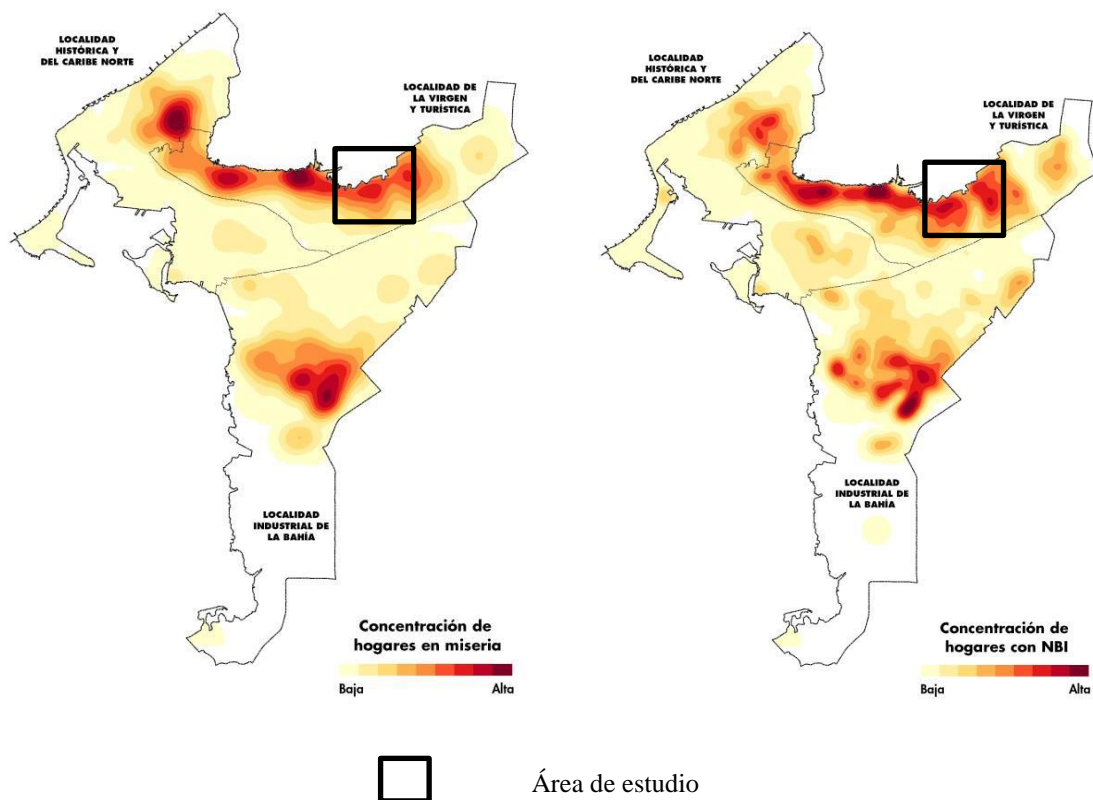 LOCALIDAD
HISTÓRICA Y
DEL CARIBE NORTE
LOCALIDAD DE
LA VIRGEN
Y TURÍSTICA
LOCALIDAD
INDUSTRIAL DE
LA BAHÍA
Concentración de
hogares en miseria
Baja Alta
LOCALIDAD
HISTÓRICA Y
DEL CARIBE NORTE
LOCALIDAD DE
LA VIRGEN
Y TURÍSTICA
LOCALIDAD
INDUSTRIAL DE
LA BAHÍA
Concentración de
hogares con NBI
Baja Alta
Área de estudio